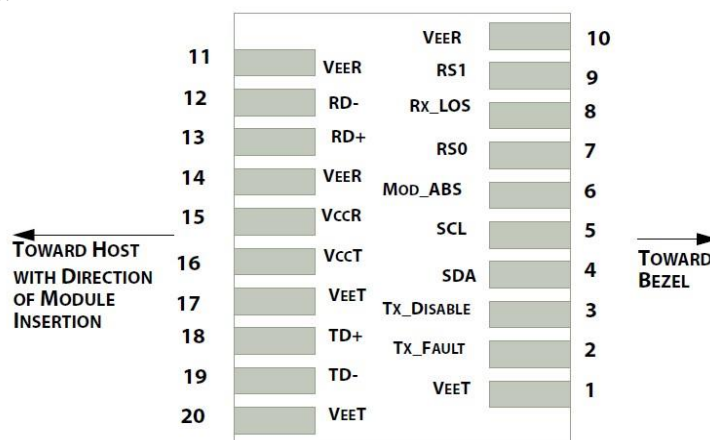 11 VEER
12 RD-
13 RD+
14 VEER
15 VCCR
16 VCCT
17 VEET
18 TD+
19 TD-
20 VEET
VEER 10
RS1 9
RX_LOS 8
RS0 7
MOD_ABS 6
SCL 5
SDA 4
TX_DISABLE 3
TX_FAULT 2
VEET 1
TOWARD HOST
WITH DIRECTION
OF MODULE
INSERTION
TOWARD
BEZEL